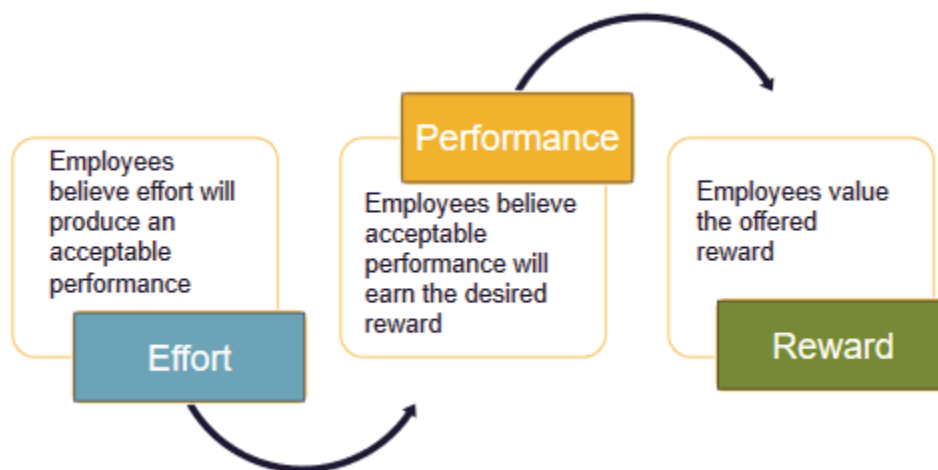 Employees
believe effort will
produce an
acceptable
performance
Effort
Performance
Employees believe
acceptable
performance will
earn the desired
reward
Employees value
the offered
reward
Reward